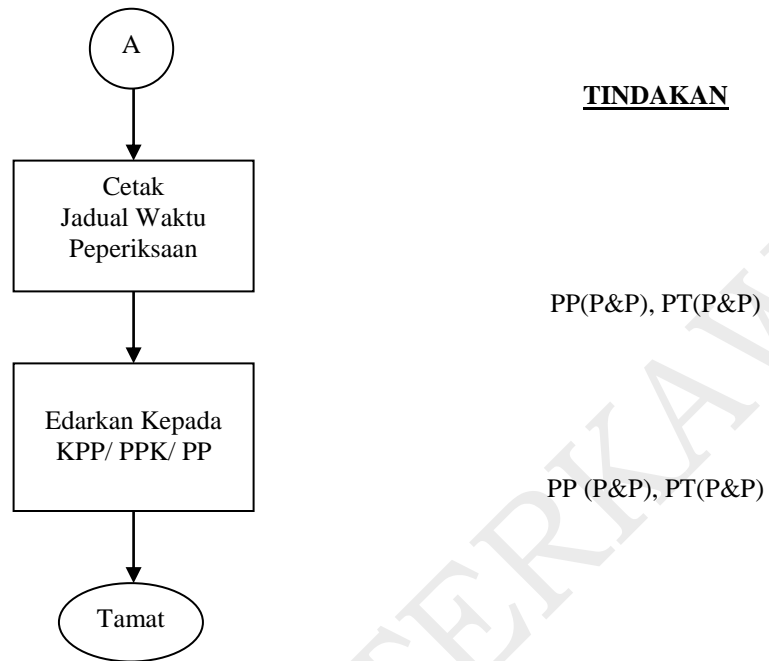 A
TINDAKAN
Cetak
Jadual Waktu
Peperiksaan
PP(P&P), PT(P&P)
Edarkan Kepada
KPP/ PPK/ PP
PP (P&P), PT(P&P)
Tamat